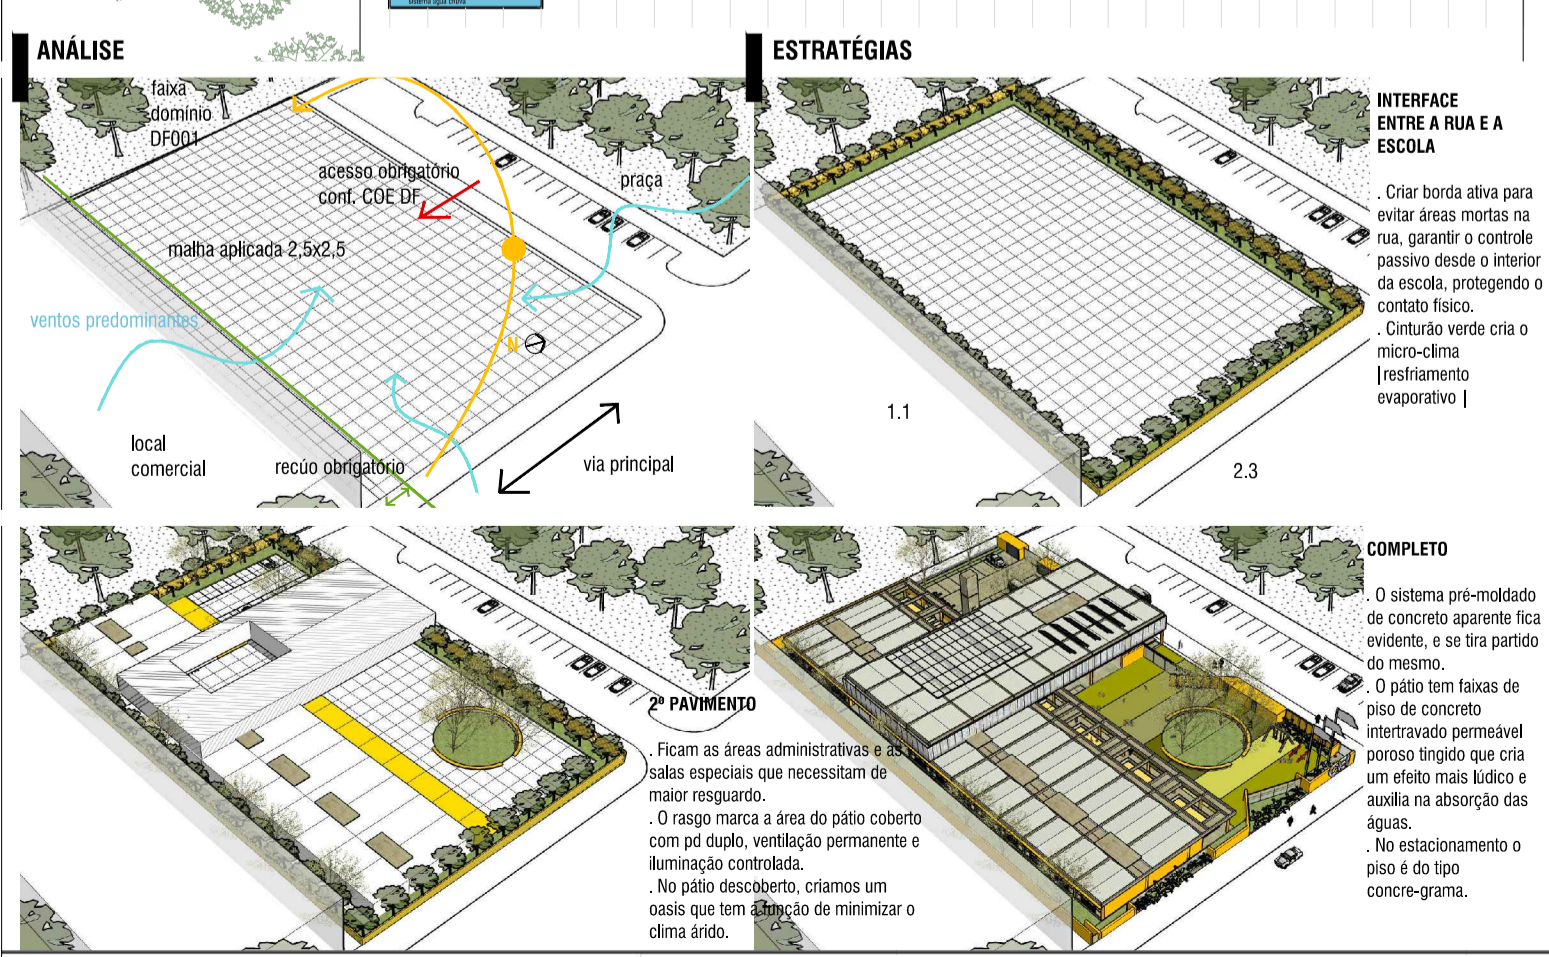 sistema água chuva
ANÁLISE
faixa
domínio
DF001
acesso obrigatório
conf. COE DF
praça
malha aplicada 2,5x2,5
ventos predominantes
N
local
comercial
recúo obrigatório
via principal
ESTRATÉGIAS
1.1
2.3
INTERFACE
ENTRE A RUA E A
ESCOLA
. Criar borda ativa para
evitar áreas mortas na
rua, garantir o controle
passivo desde o interior
da escola, protegendo o
contato físico.
. Cinturão verde cria o
micro-clima
|resfriamento
evaporativo |
2º PAVIMENTO
. Ficam as áreas administrativas e as
salas especiais que necessitam de
maior resguardo.
. O rasgo marca a área do pátio coberto
com pd duplo, ventilação permanente e
iluminação controlada.
. No pátio descoberto, criamos um
oasis que tem a função de minimizar o
clima árido.
COMPLETO
. O sistema pré-moldado
de concreto aparente fica
evidente, e se tira partido
do mesmo.
. O pátio tem faixas de
piso de concreto
intertravado permeável
poroso tingido que cria
um efeito mais lúdico e
auxilia na absorção das
águas.
. No estacionamento o
piso é do tipo
concre-grama.